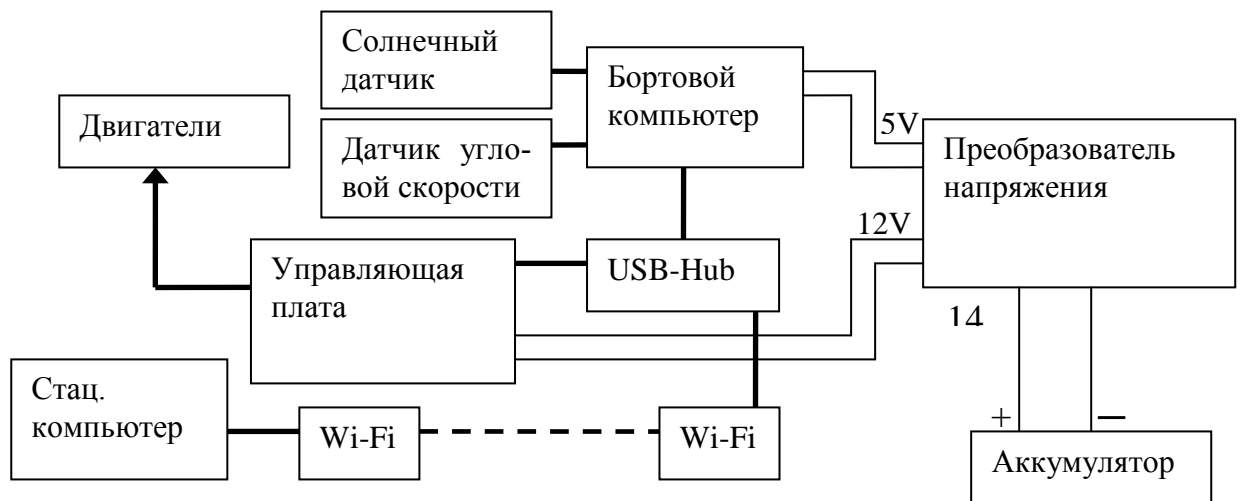 Солнечный
датчик
Бортовой
компьютер
Двигатели
Датчик угло-
вой скорости
5V
Преобразователь
напряжения
12V
Управляющая
плата
USB-Hub
14
Стац.
компьютер
Wi-Fi
Wi-Fi
+
−
Аккумулятор